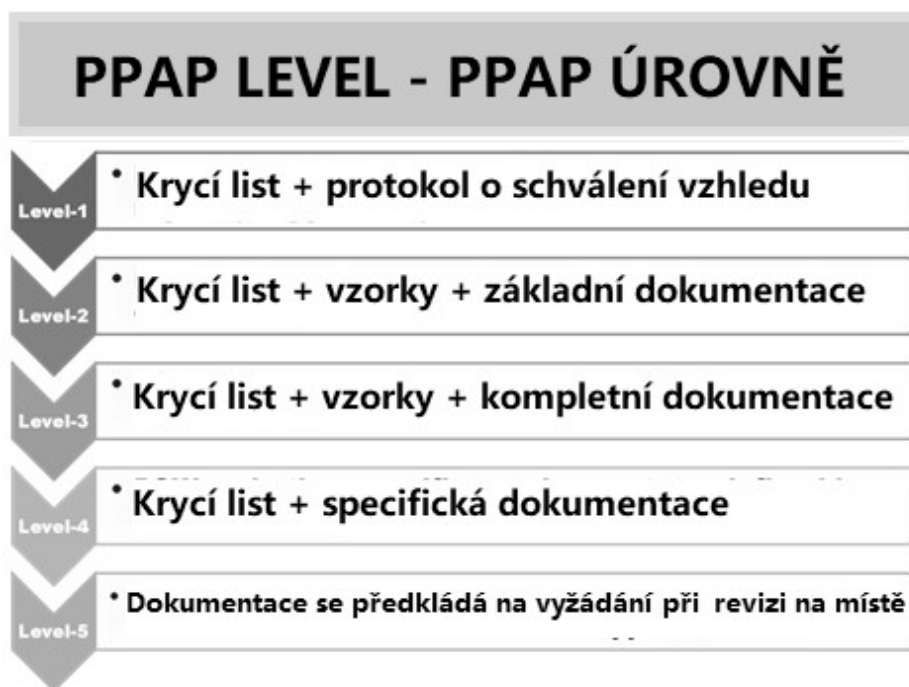 PPAP LEVEL - PPAP ÚROVNĚ
Level-1
• Krycí list + protokol o schválení vzhledu
Level-2
• Krycí list + vzorky + základní dokumentace
Level-3
• Krycí list + vzorky + kompletní dokumentace
Level-4
• Krycí list + specifická dokumentace
Level-5
• Dokumentace se předkládá na vyžádání při revizi na místě